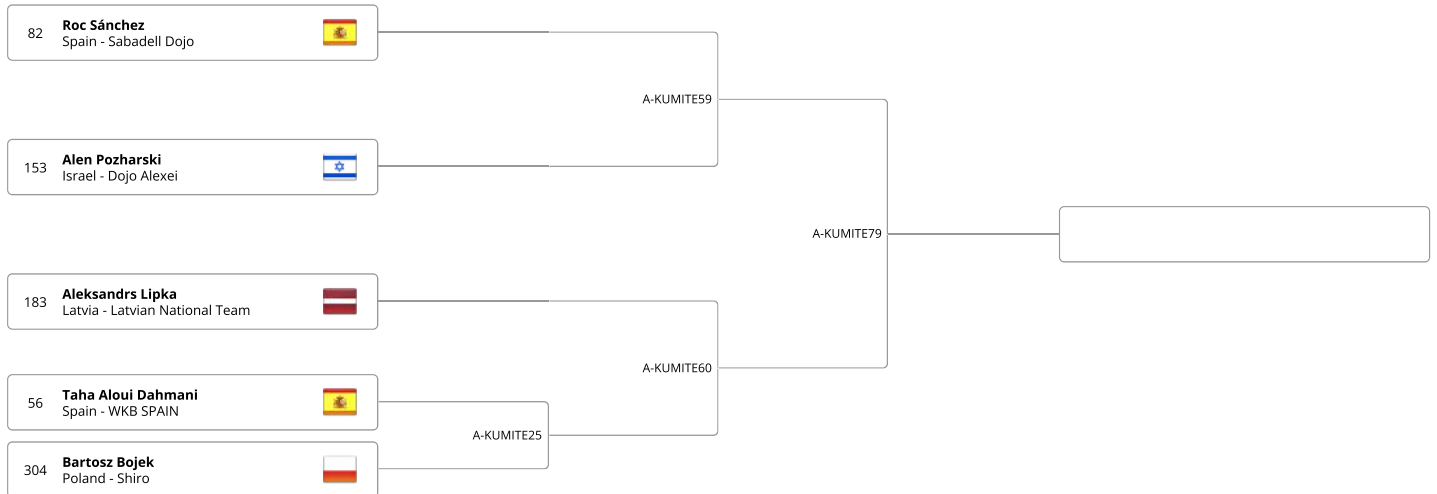 82
Roc Sánchez
Spain - Sabadell Dojo
A-KUMITE59
153
Alen Pozharski
Israel - Dojo Alexei
A-KUMITE79
183
Aleksandrs Lipka
Latvia - Latvian National Team
A-KUMITE60
56
Taha Aloui Dahmani
Spain - WKB SPAIN
A-KUMITE25
304
Bartosz Bojek
Poland - Shiro